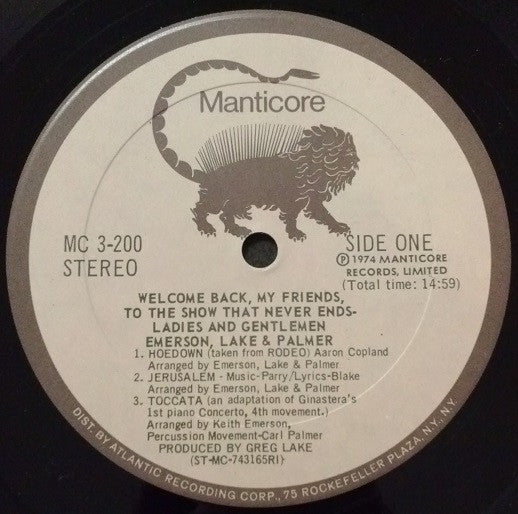 Manticore
MC 3-200
STEREO
SIDE ONE
℗ 1974 MANTICORE
RECORDS, LIMITED
(Total time: 14:59)
WELCOME BACK, MY FRIENDS,
TO THE SHOW THAT NEVER ENDS-
LADIES AND GENTLEMEN
EMERSON, LAKE & PALMER
1. HOEDOWN (taken from RODEO) Aaron Copland
Arranged by Emerson, Lake & Palmer
2. JERUSALEM - Music-Parry/Lyrics-Blake
Arranged by Emerson, Lake & Palmer
3. TOCCATA (an adaptation of Ginastera's
1st piano Concerto, 4th movement.)
Arranged by Keith Emerson,
Percussion Movement-Carl Palmer
PRODUCED BY GREG LAKE
(ST-MC-743165RI)
DIST. BY ATLANTIC RECORDING CORP., 75 ROCKEFELLER PLAZA, N.Y., N.Y.